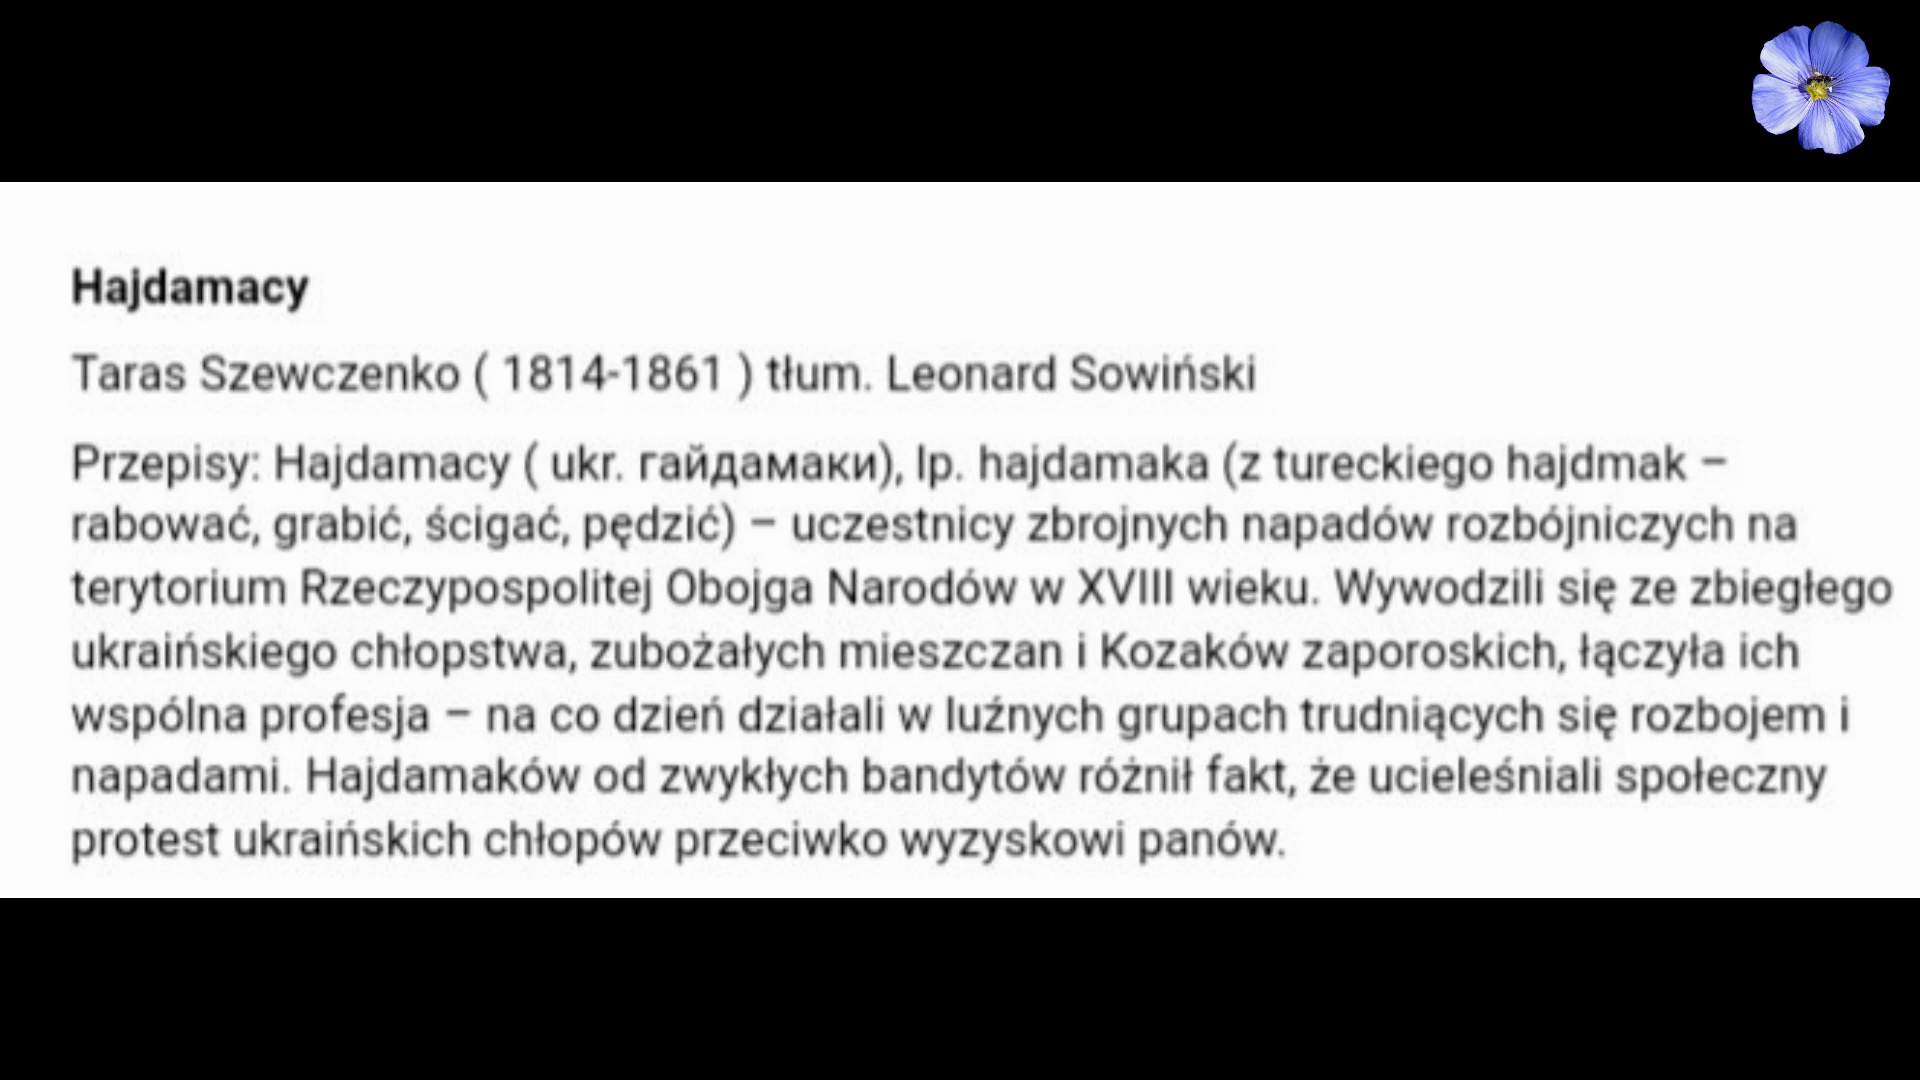 Hajdamacy
Taras Szewczenko ( 1814-1861 ) tłum. Leonard Sowiński
Przepisy: Hajdamacy ( ukr. гайдамаки), lp. hajdamaka (z tureckiego hajdmak –
rabować, grabić, ścigać, pędzić) – uczestnicy zbrojnych napadów rozbójniczych na
terytorium Rzeczypospolitej Obojga Narodów w XVIII wieku. Wywodzili się ze zbiegłego
ukraińskiego chłopstwa, zubożałych mieszczan i Kozaków zaporoskich, łączyła ich
wspólna profesja – na co dzień działali w luźnych grupach trudniących się rozbojem i
napadami. Hajdamaków od zwykłych bandytów różnił fakt, że ucieleśniali społeczny
protest ukraińskich chłopów przeciwko wyzyskowi panów.